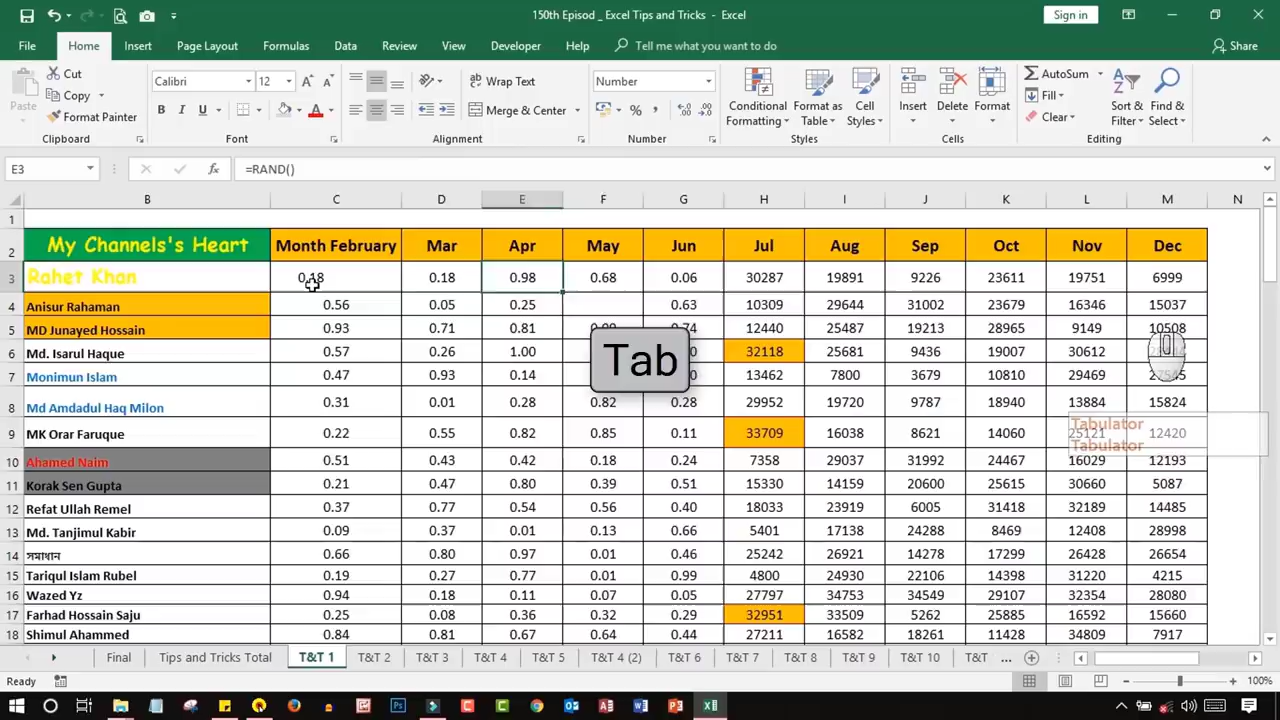 150th Episod _ Excel Tips and Tricks - Excel
Sign in
File Home Insert Page Layout Formulas Data Review View Developer Help Tell me what you want to do Share
Paste
Cut
Copy
Format Painter
Clipboard
Calibri 12
B I U
Font
Wrap Text
Merge & Center
Alignment
Number
Number
Conditional Formatting
Format as Table
Cell Styles
Styles
Insert
Delete
Format
Cells
AutoSum
Fill
Clear
Sort & Filter
Find & Select
Editing
E3 fx =RAND()
B C D E F G H I J K L M N
1
2 My Channels's Heart Month February Mar Apr May Jun Jul Aug Sep Oct Nov Dec
3 Rahet Khan 0.18 0.18 0.98 0.68 0.06 30287 19891 9226 23611 19751 6999
4 Anisur Rahaman 0.56 0.05 0.25 0.63 10309 29644 31002 23679 16346 15037
5 MD Junayed Hossain 0.93 0.71 0.81 12440 25487 19213 28965 9149 10508
6 Md. Isarul Haque 0.57 0.26 1.00 32118 25681 9436 19007 30612
7 Monimun Islam 0.47 0.93 0.14 13462 7800 3679 10810 29469
8 Md Amdadul Haq Milon 0.31 0.01 0.28 0.82 0.28 29952 19720 9787 18940 13884 15824
9 MK Orar Faruque 0.22 0.55 0.82 0.85 0.11 33709 16038 8621 14060 25121 12420
10 Ahamed Naim 0.51 0.43 0.42 0.18 0.24 7358 29037 31992 24467 16029 12193
11 Korak Sen Gupta 0.21 0.47 0.80 0.39 0.51 15330 14159 20600 25615 30660 5087
12 Refat Ullah Remel 0.37 0.77 0.54 0.56 0.40 18033 29253 6005 31418 32189 14485
13 Md. Tanjimul Kabir 0.09 0.37 0.01 0.13 0.66 5401 17138 24288 8469 12408 28998
14 সমাধান 0.66 0.80 0.97 0.01 0.46 25242 26921 14278 17299 26428 26654
15 Tariqul Islam Rubel 0.19 0.27 0.77 0.01 0.99 4800 24930 22106 14398 31220 4215
16 Wazed Yz 0.94 0.18 0.11 0.07 0.05 27797 34753 34549 29107 32354 28080
17 Farhad Hossain Saju 0.25 0.08 0.36 0.32 0.29 32951 33509 5262 25885 16592 15660
18 Shimul Ahammed 0.84 0.81 0.67 0.64 0.44 27211 16582 18261 11428 34809 7917
Tab
Tabulator
Tabulator
Final Tips and Tricks Total T&T 1 T&T 2 T&T 3 T&T 4 T&T 5 T&T 4 (2) T&T 6 T&T 7 T&T 8 T&T 9 T&T 10 T&T ...
Ready 100%